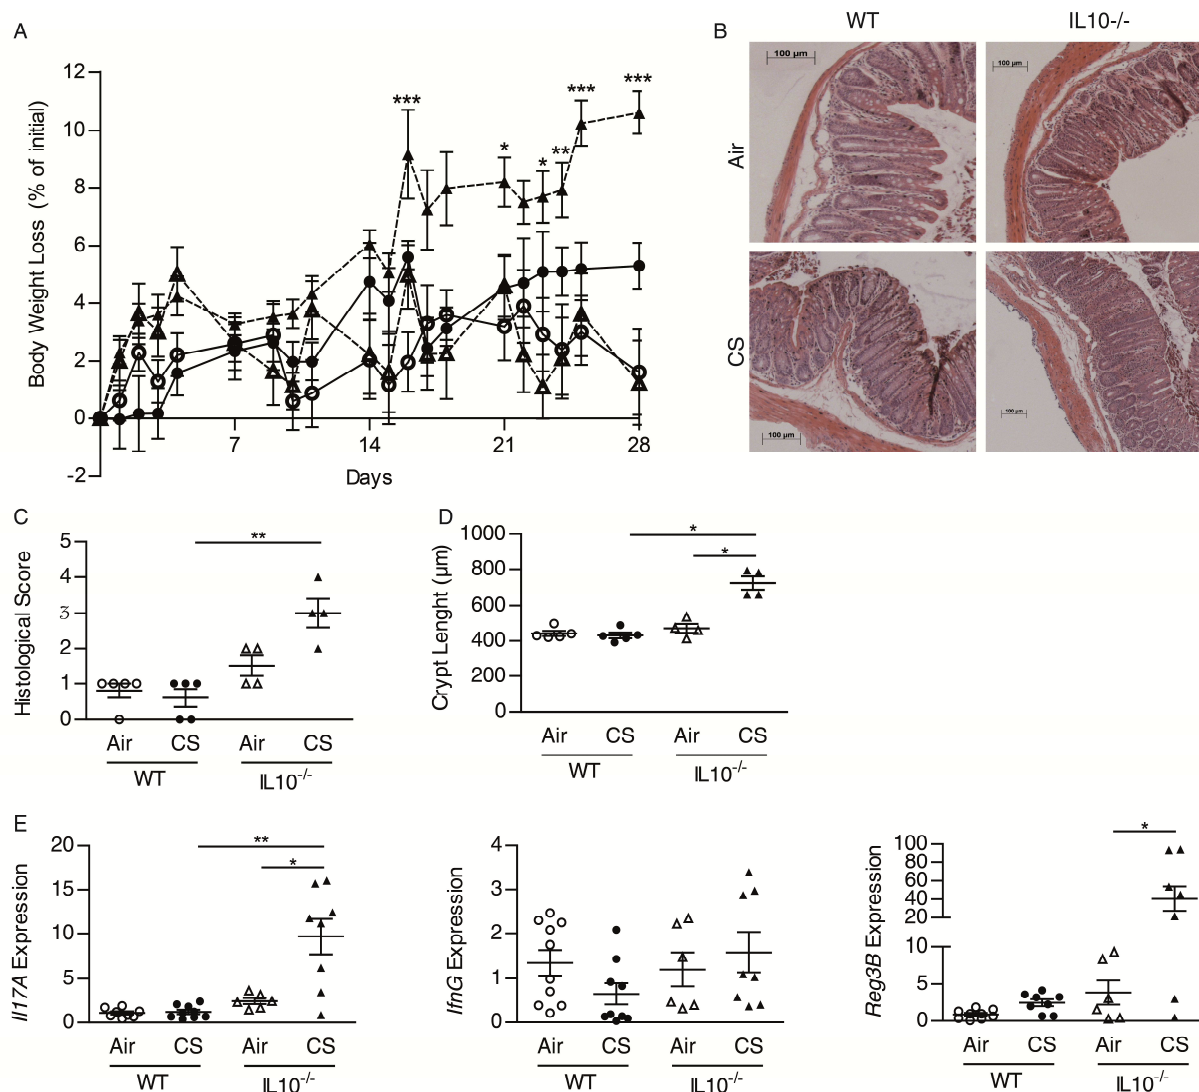 A
Body Weight Loss (% of initial)
12
10
8
6
4
2
0
-2
***
*
*
**
***
***
7
14
21
28
Days
B
WT
IL10-/-
Air
CS
100 µm
100 µm
100 µm
100 µm
C
Histological Score
5
4
3
2
1
0
**
Air
CS
Air
CS
WT
IL10-/-
D
Crypt Lenght (µm)
1000
800
600
400
200
0
*
*
Air
CS
Air
CS
WT
IL10-/-
E
Il17A Expression
20
15
10
5
0
**
*
Air
CS
Air
CS
WT
IL10-/-
IfnG Expression
4
3
2
1
0
Air
CS
Air
CS
WT
IL10-/-
Reg3B Expression
100
80
60
40
20
10
5
0
*
Air
CS
Air
CS
WT
IL10-/-